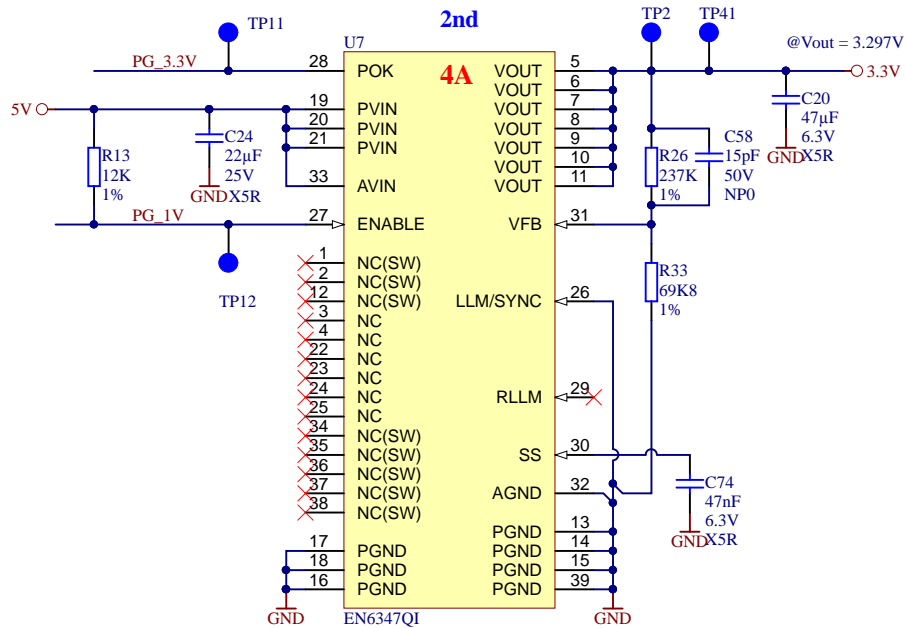 2nd
TP11
TP2
TP41
U7
@Vout = 3.297V
4A
PG_3.3V
28
POK
VOUT
5
3.3V
VOUT
6
5V
19
PVIN
VOUT
7
20
PVIN
VOUT
8
21
PVIN
VOUT
9
VOUT
10
33
AVIN
VOUT
11
C24
22µF
25V
X5R
GND
R13
12K
1%
R26
237K
1%
C58
15pF
50V
NP0
C20
47µF
6.3V
X5R
GND
PG_1V
27
ENABLE
VFB
31
TP12
1
NC(SW)
2
NC(SW)
12
NC(SW)
LLM/SYNC
26
R33
69K8
1%
3
NC
4
NC
22
NC
23
NC
24
NC
RLLM
29
25
NC
34
NC(SW)
35
NC(SW)
SS
30
36
NC(SW)
37
NC(SW)
AGND
32
38
NC(SW)
C74
47nF
6.3V
X5R
GND
PGND
13
17
PGND
PGND
14
18
PGND
PGND
15
16
PGND
PGND
39
GND
GND
EN6347QI